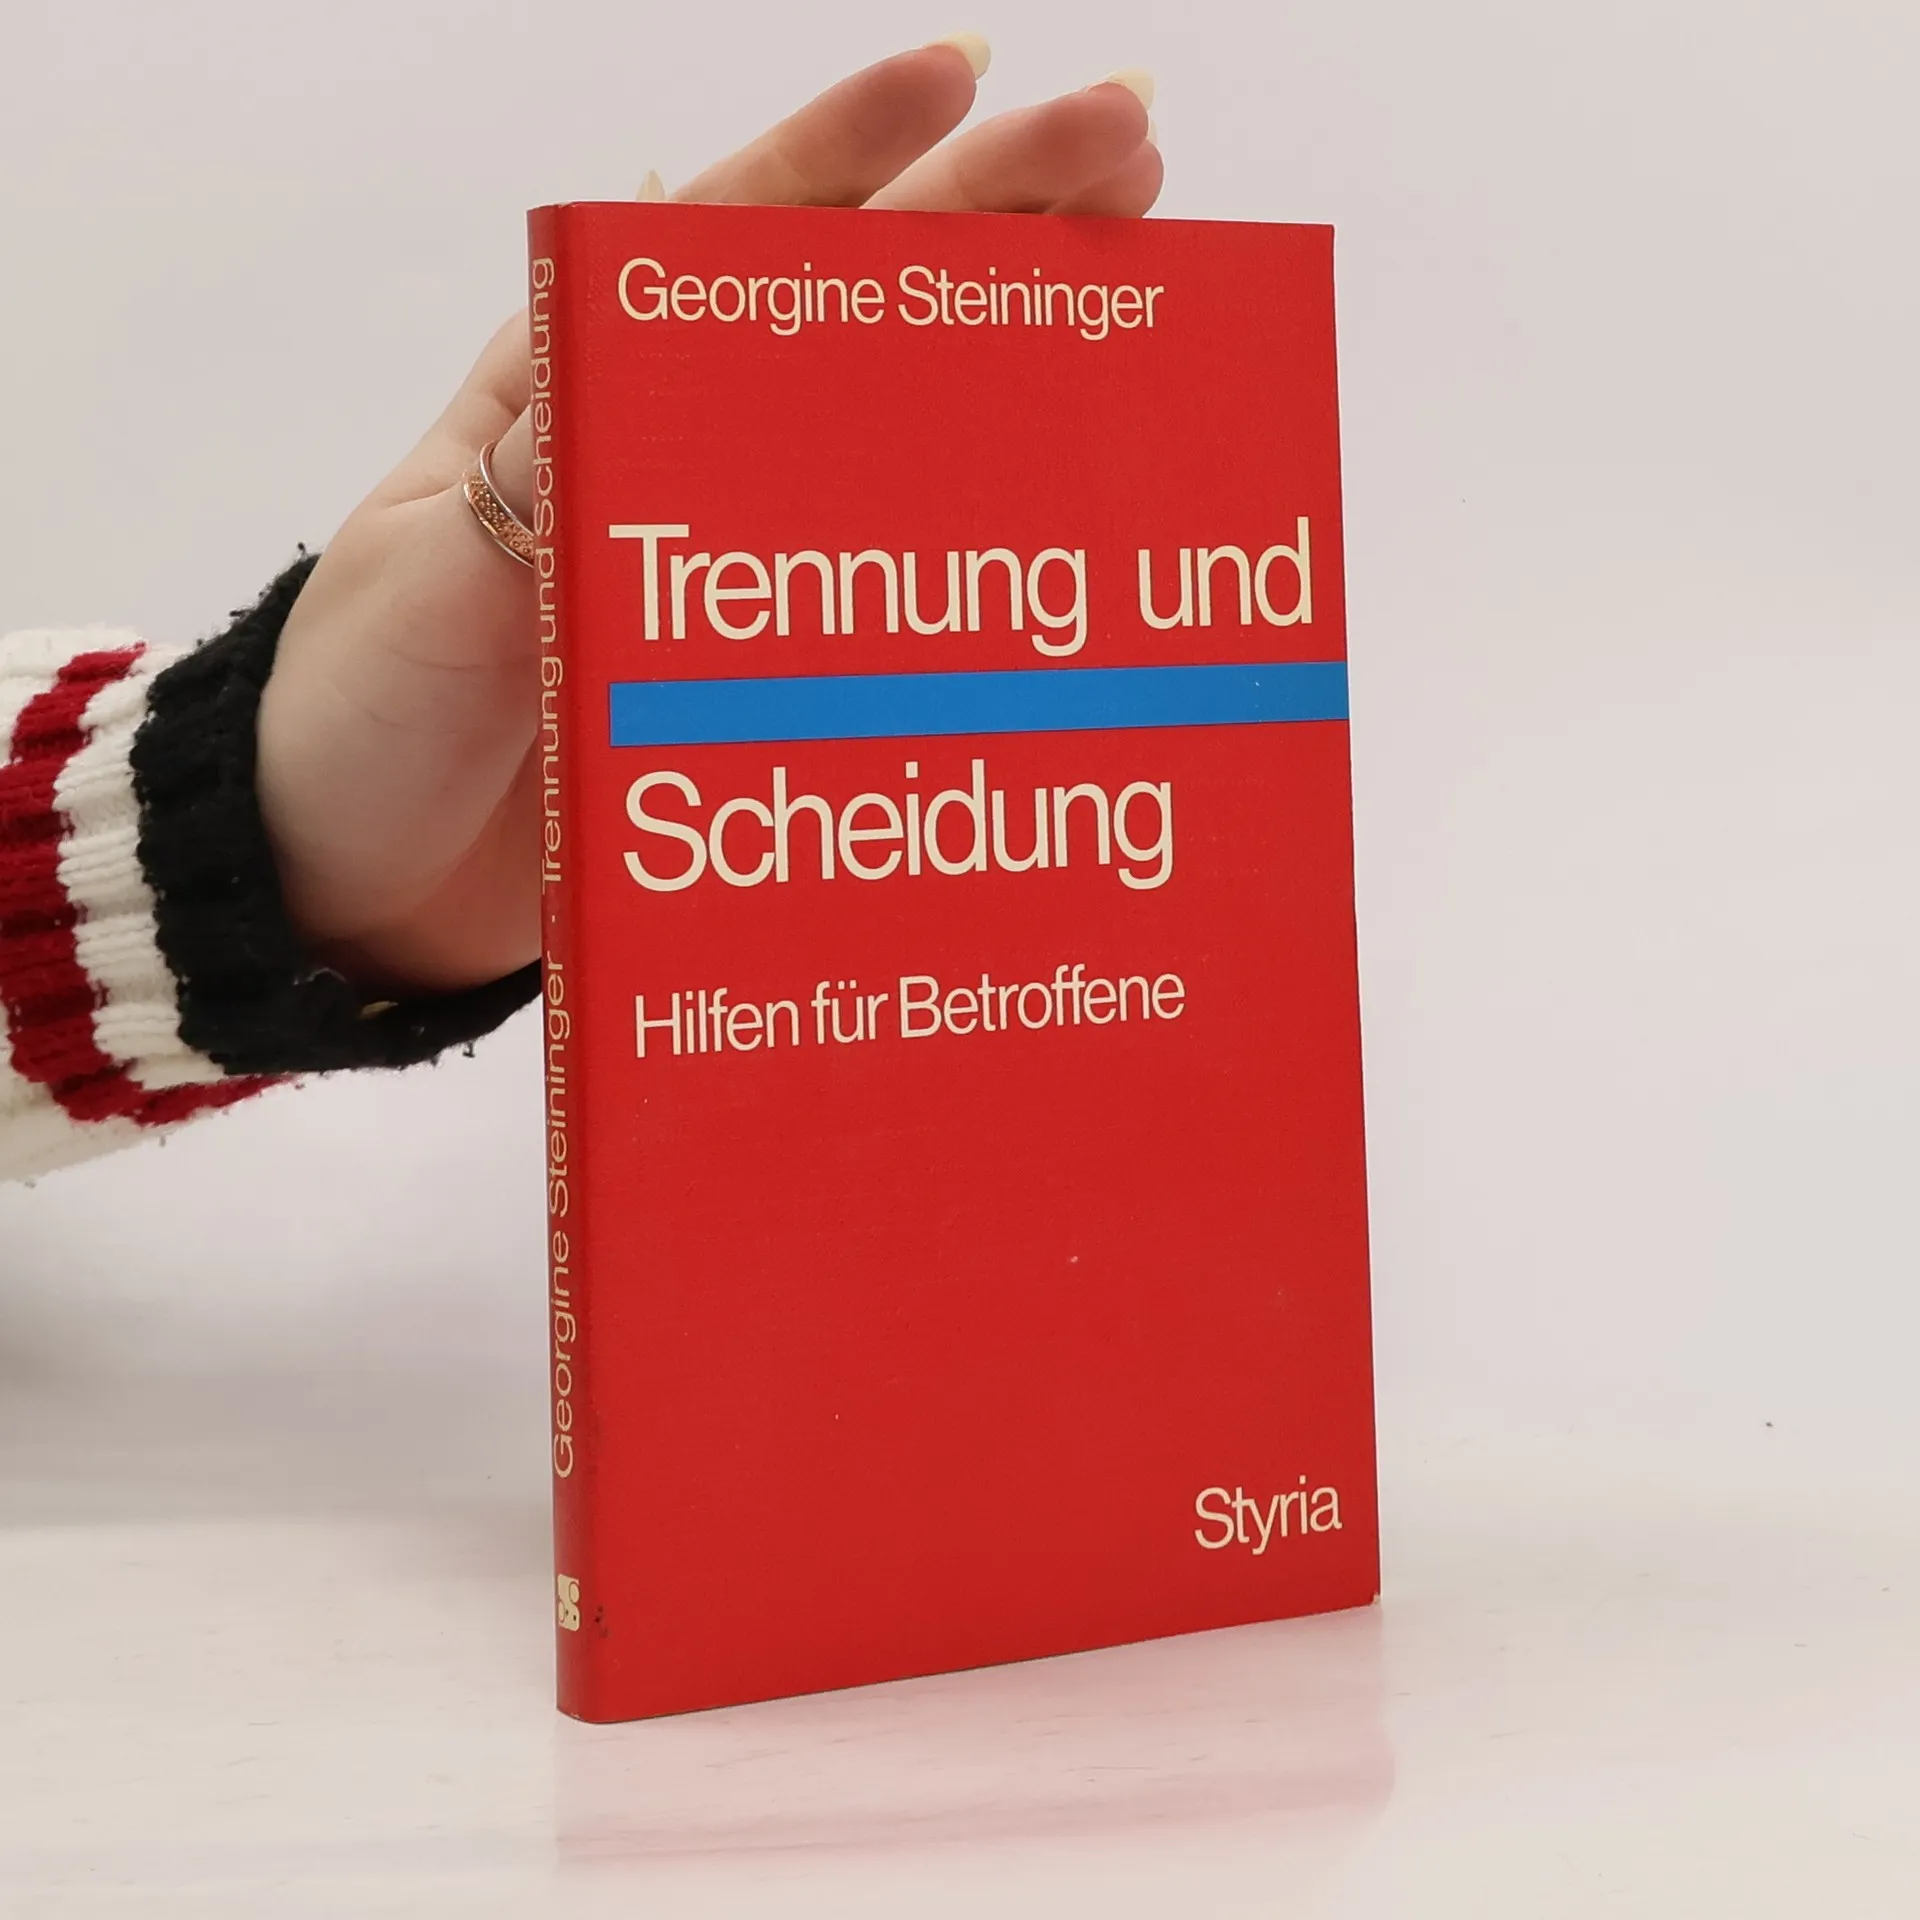 Georgine Steininger
Trennung und
Scheidung
Hilfen für Betroffene
Styria
Georgine Steininger · Trennung und Scheidung